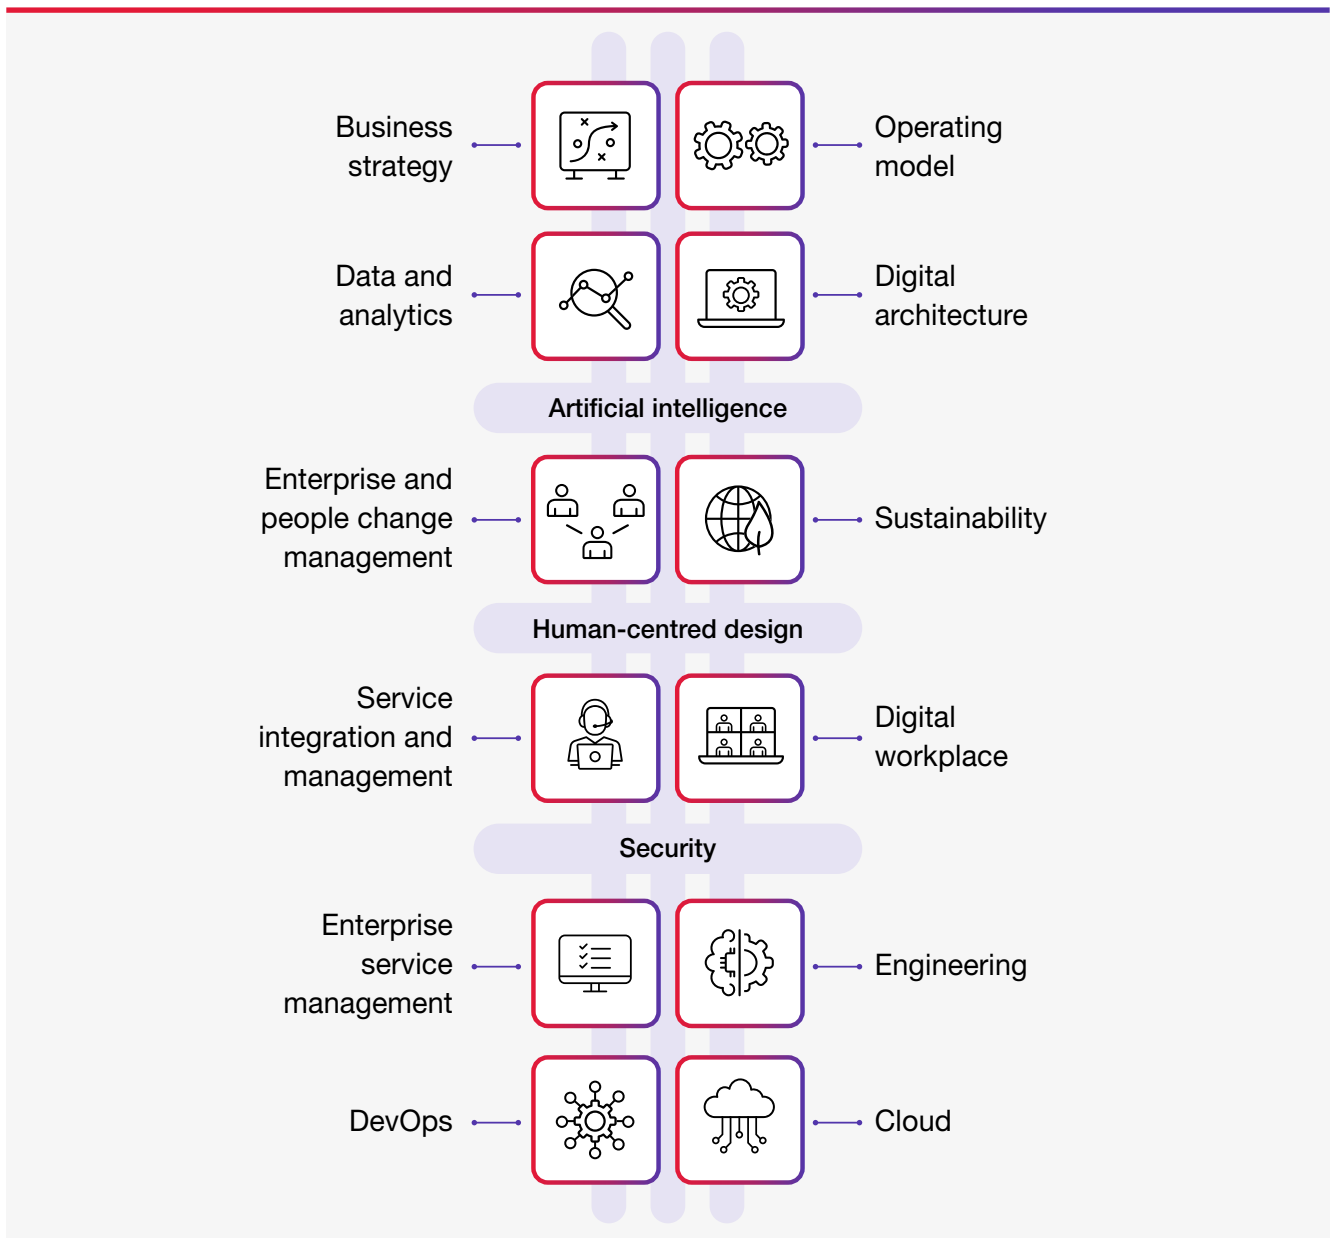 Business
strategy
Operating
model
Data and
analytics
Digital
architecture
Artificial intelligence
Enterprise and
people change
management
Sustainability
Human-centred design
Service
integration and
management
Digital
workplace
Security
Enterprise
service
management
Engineering
DevOps
Cloud